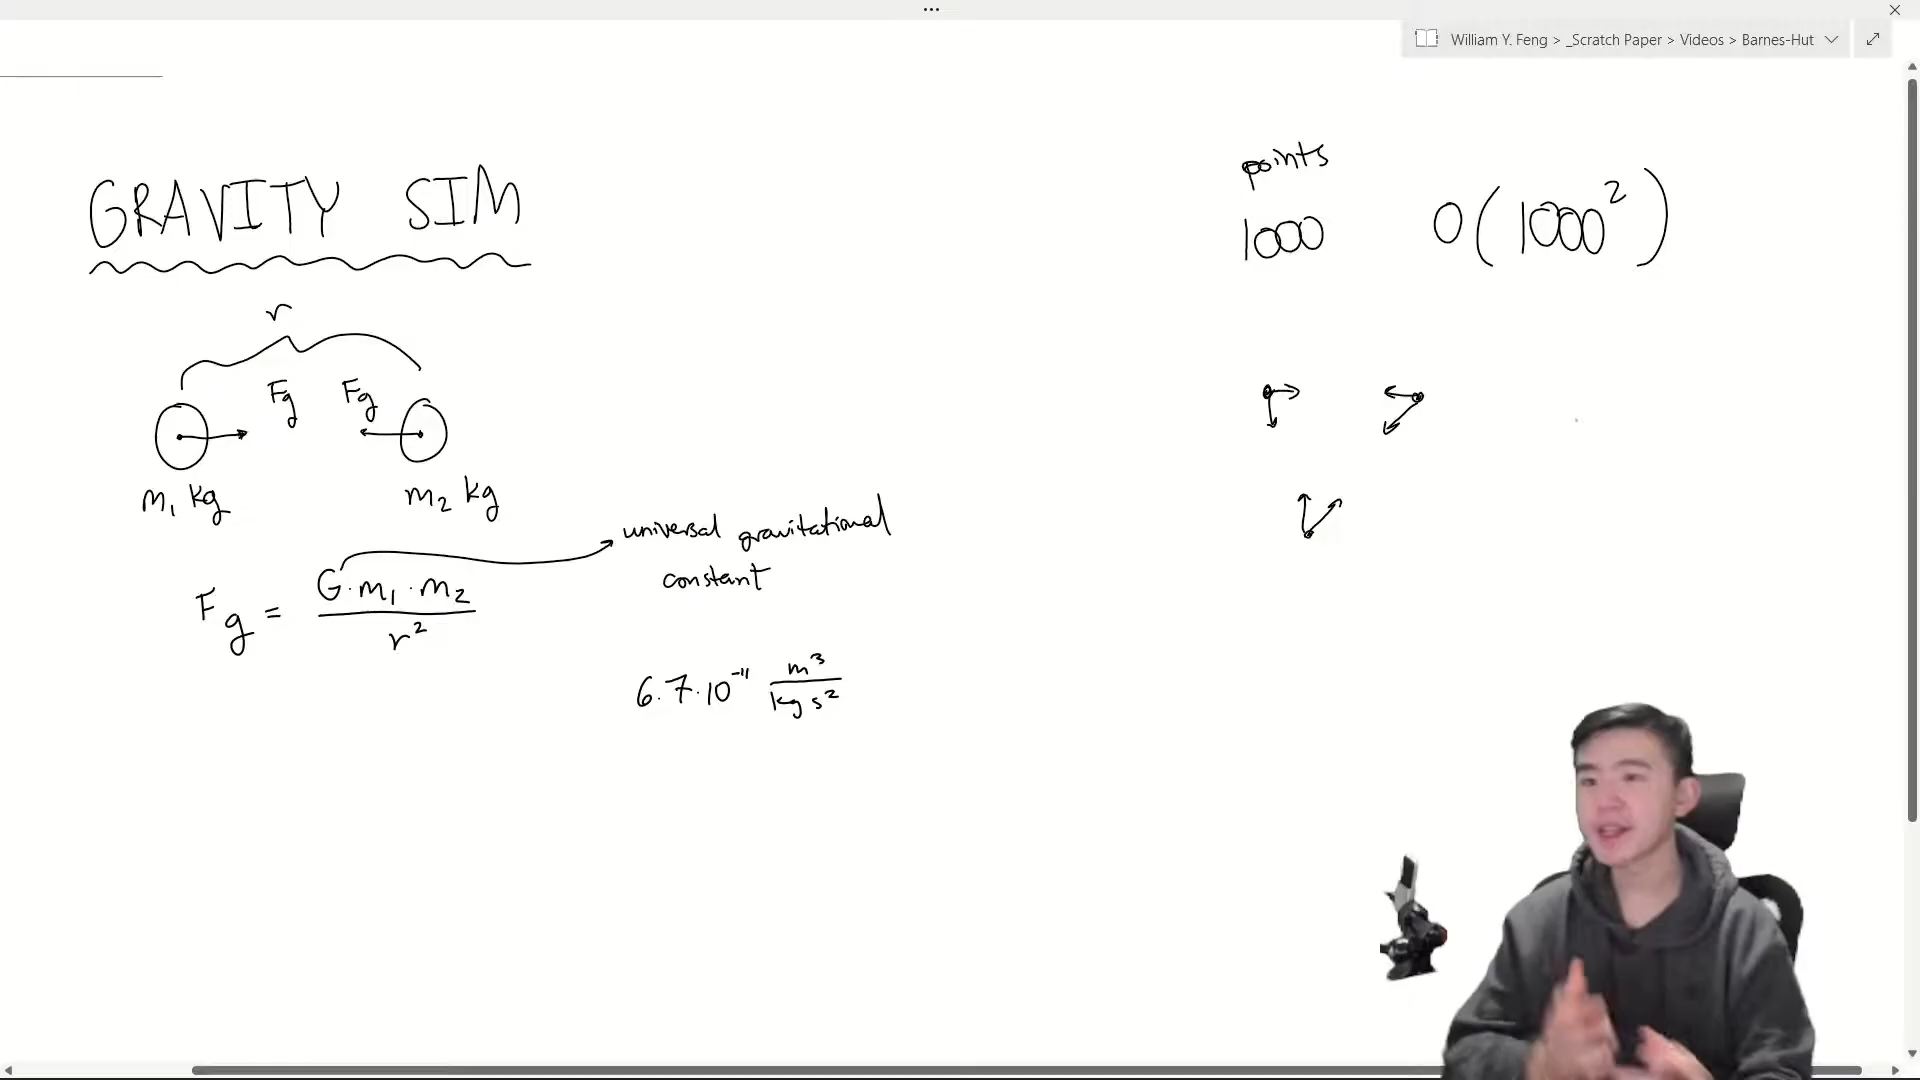 William Y. Feng > _Scratch Paper > Videos > Barnes-Hut
GRAVITY SIM
r
Fg Fg
m₁ kg m₂ kg
universal gravitational
constant
Fg = G·m₁·m₂ / r²
6.7·10⁻¹¹ m³ / kg s²
points
1000 O(1000²)